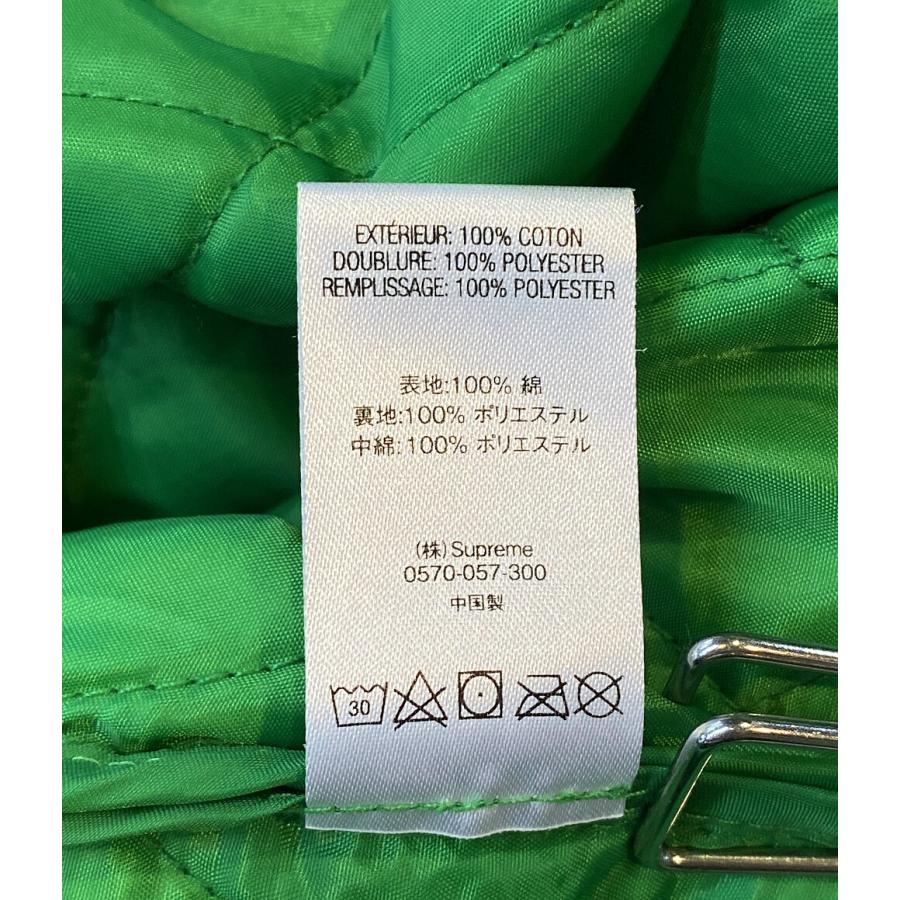 EXTÉRIEUR: 100% COTON
DOUBLURE: 100% POLYESTER
REMPLISSAGE: 100% POLYESTER
表地:100% 綿
裏地:100% ポリエステル
中綿:100% ポリエステル
(株)Supreme
0570-057-300
中国製
30